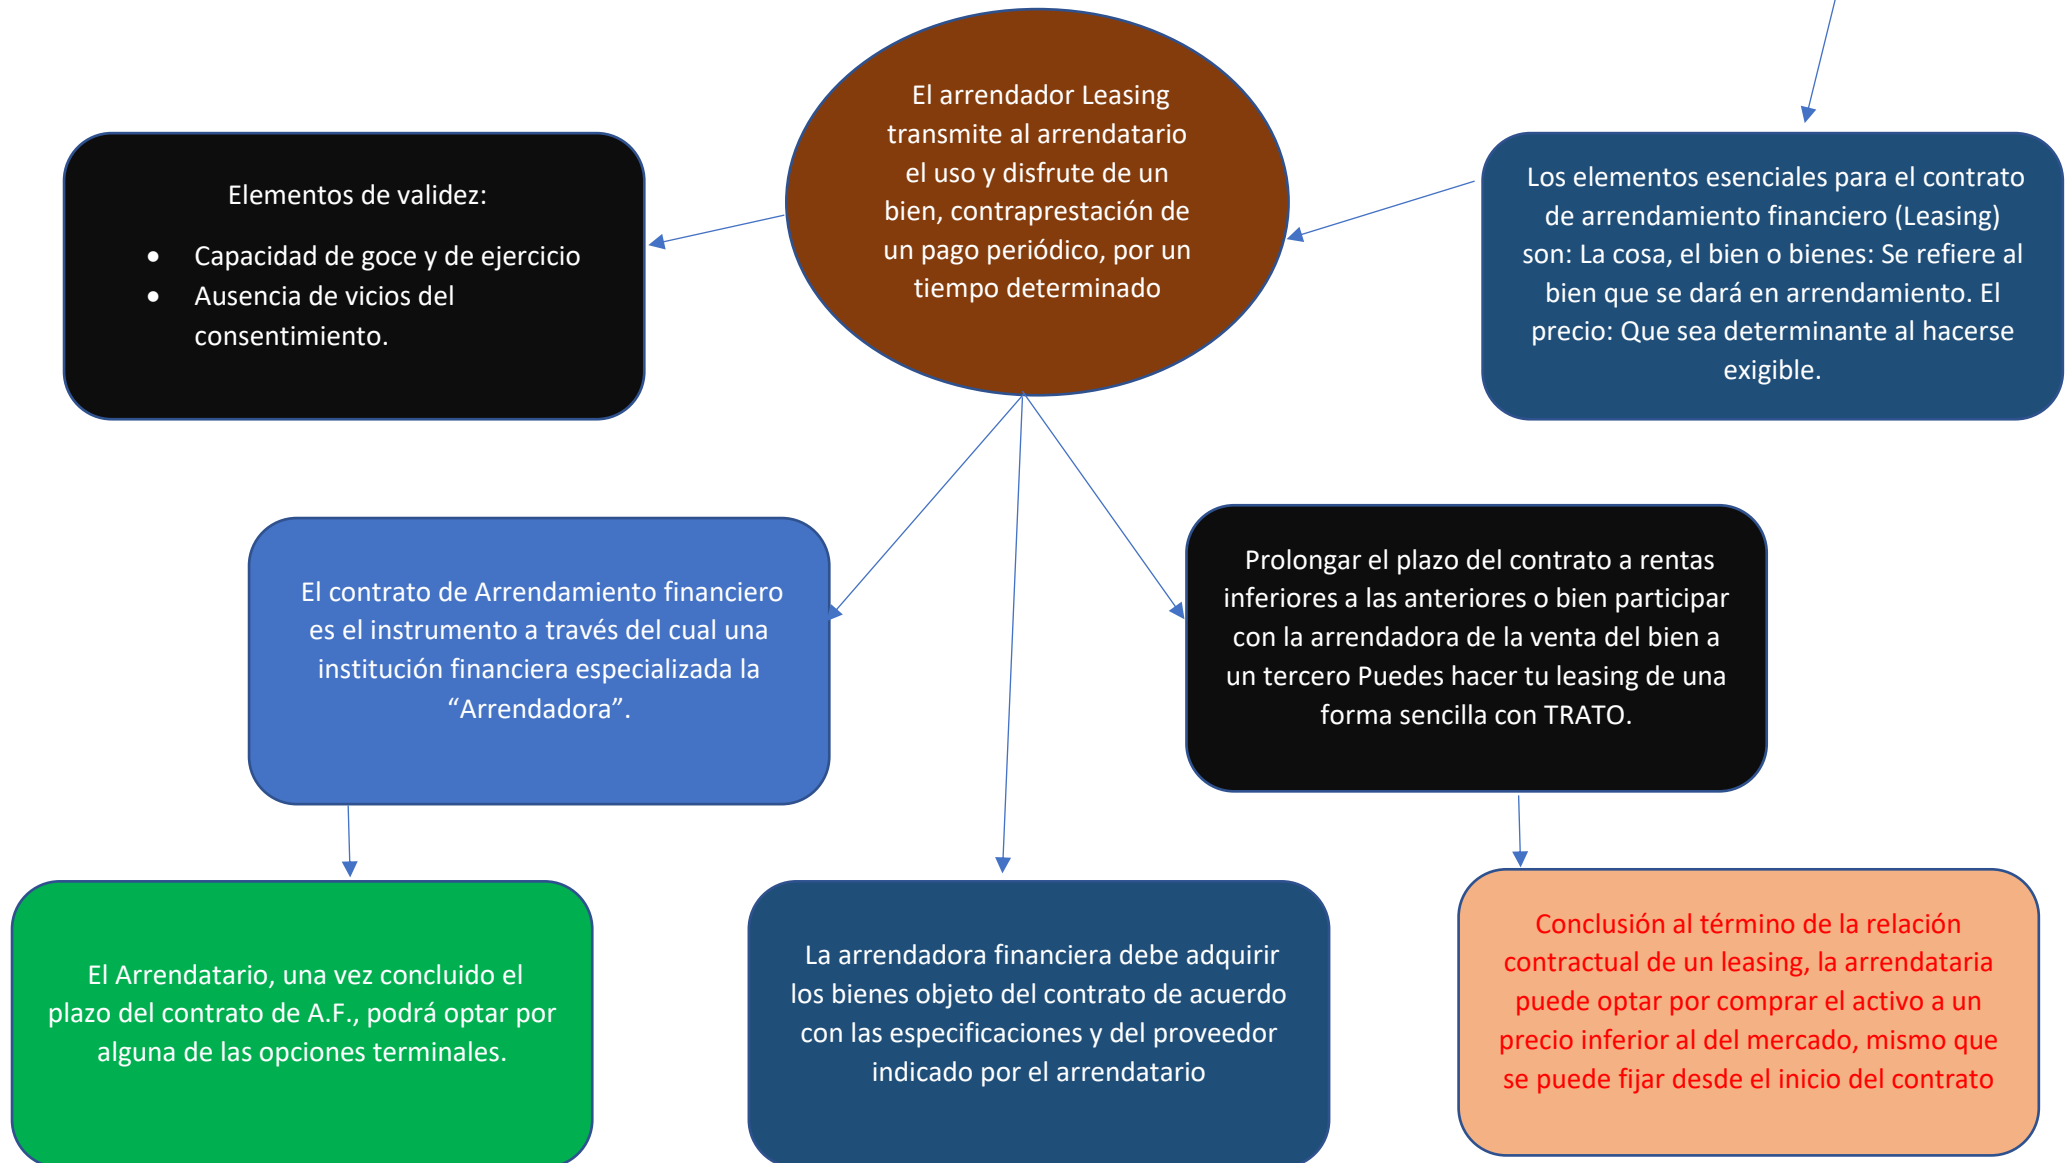 El arrendador Leasing
transmite al arrendatario
el uso y disfrute de un
bien, contraprestación de
un pago periódico, por un
tiempo determinado
Elementos de validez:
• Capacidad de goce y de ejercicio
• Ausencia de vicios del
consentimiento.
Los elementos esenciales para el contrato
de arrendamiento financiero (Leasing)
son: La cosa, el bien o bienes: Se refiere al
bien que se dará en arrendamiento. El
precio: Que sea determinante al hacerse
exigible.
El contrato de Arrendamiento financiero
es el instrumento a través del cual una
institución financiera especializada la
“Arrendadora”.
Prolongar el plazo del contrato a rentas
inferiores a las anteriores o bien participar
con la arrendadora de la venta del bien a
un tercero Puedes hacer tu leasing de una
forma sencilla con TRATO.
El Arrendatario, una vez concluido el
plazo del contrato de A.F., podrá optar por
alguna de las opciones terminales.
La arrendadora financiera debe adquirir
los bienes objeto del contrato de acuerdo
con las especificaciones y del proveedor
indicado por el arrendatario
Conclusión al término de la relación
contractual de un leasing, la arrendataria
puede optar por comprar el activo a un
precio inferior al del mercado, mismo que
se puede fijar desde el inicio del contrato